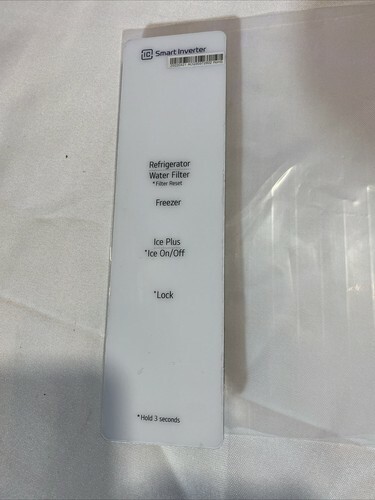 Smart Inverter
Refrigerator
Water Filter
*Filter Reset
Freezer
Ice Plus
*Ice On/Off
*Lock
*Hold 3 seconds